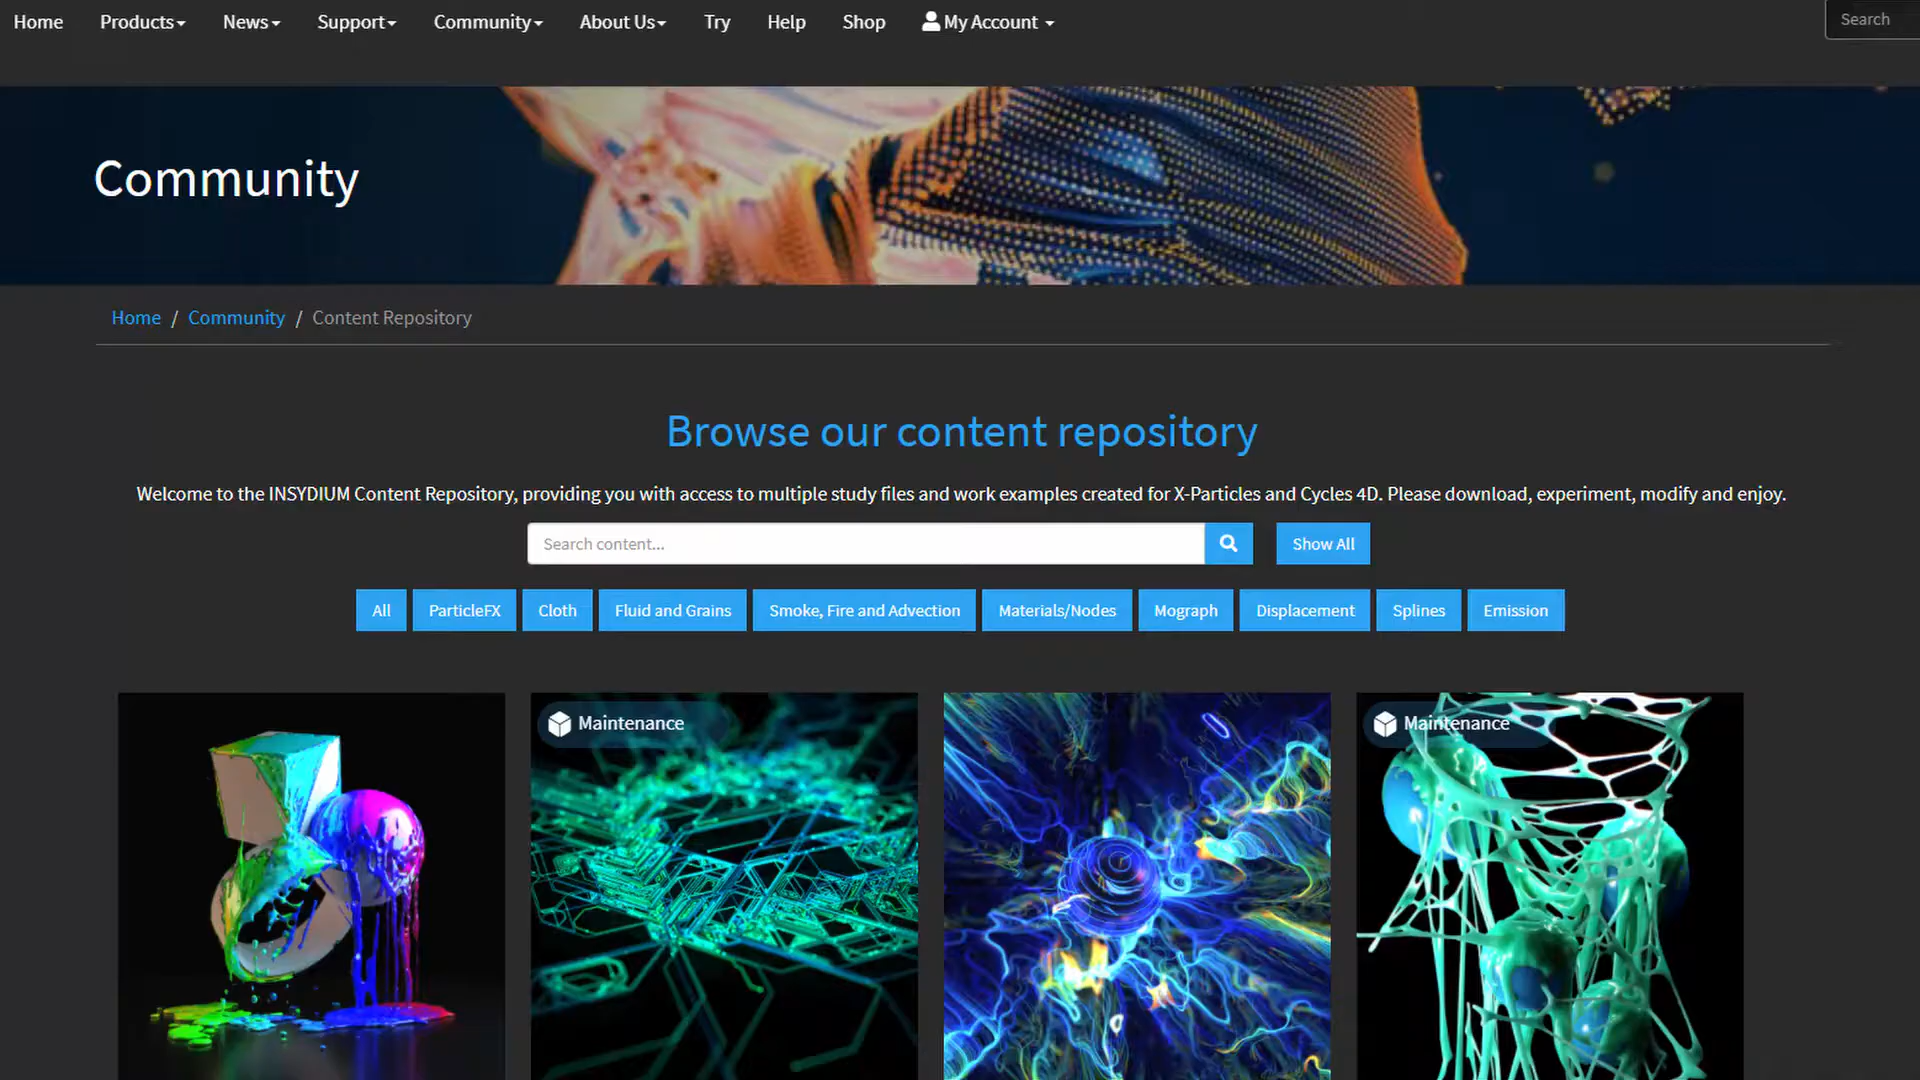 Home Products News Support Community About Us Try Help Shop My Account Search
Community
Home / Community / Content Repository
Browse our content repository
Welcome to the INSYDIUM Content Repository, providing you with access to multiple study files and work examples created for X-Particles and Cycles 4D. Please download, experiment, modify and enjoy.
Search content... Show All
All ParticleFX Cloth Fluid and Grains Smoke, Fire and Advection Materials/Nodes Mograph Displacement Splines Emission
Maintenance Maintenance